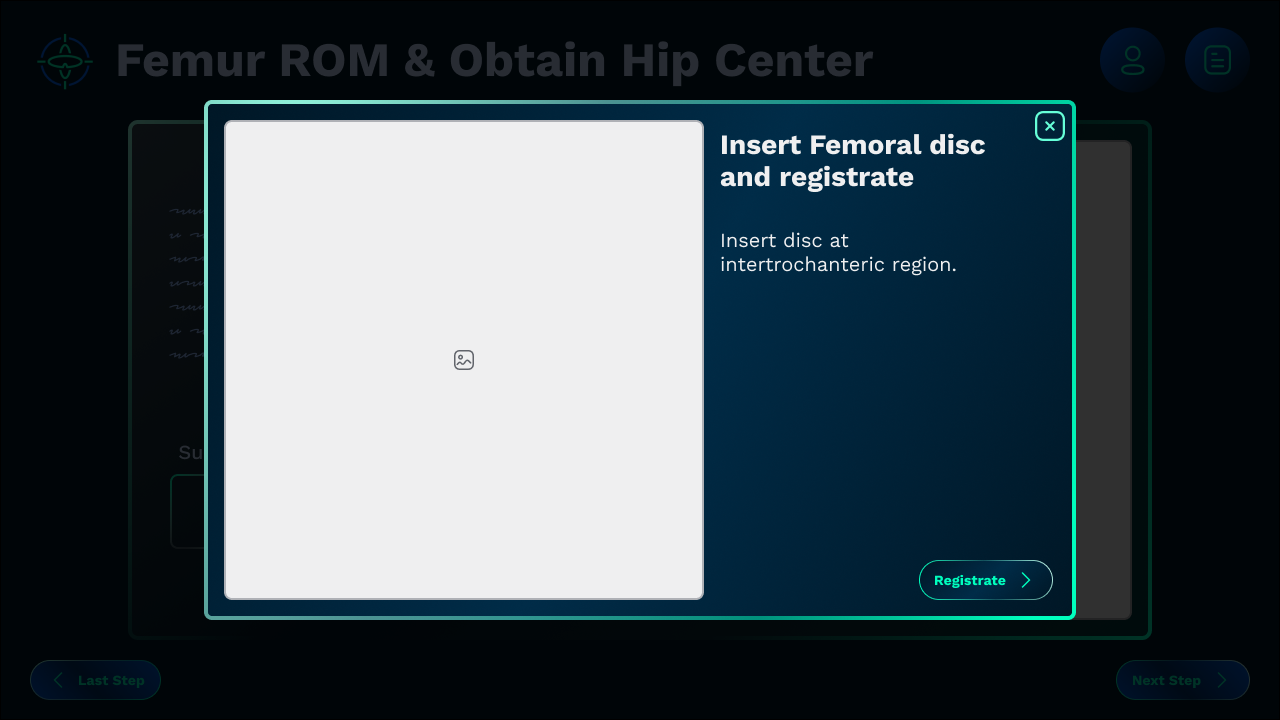 Femur ROM & Obtain Hip Center
Insert Femoral disc
and registrate
Insert disc at
intertrochanteric region.
Su
Registrate
Last Step
Next Step